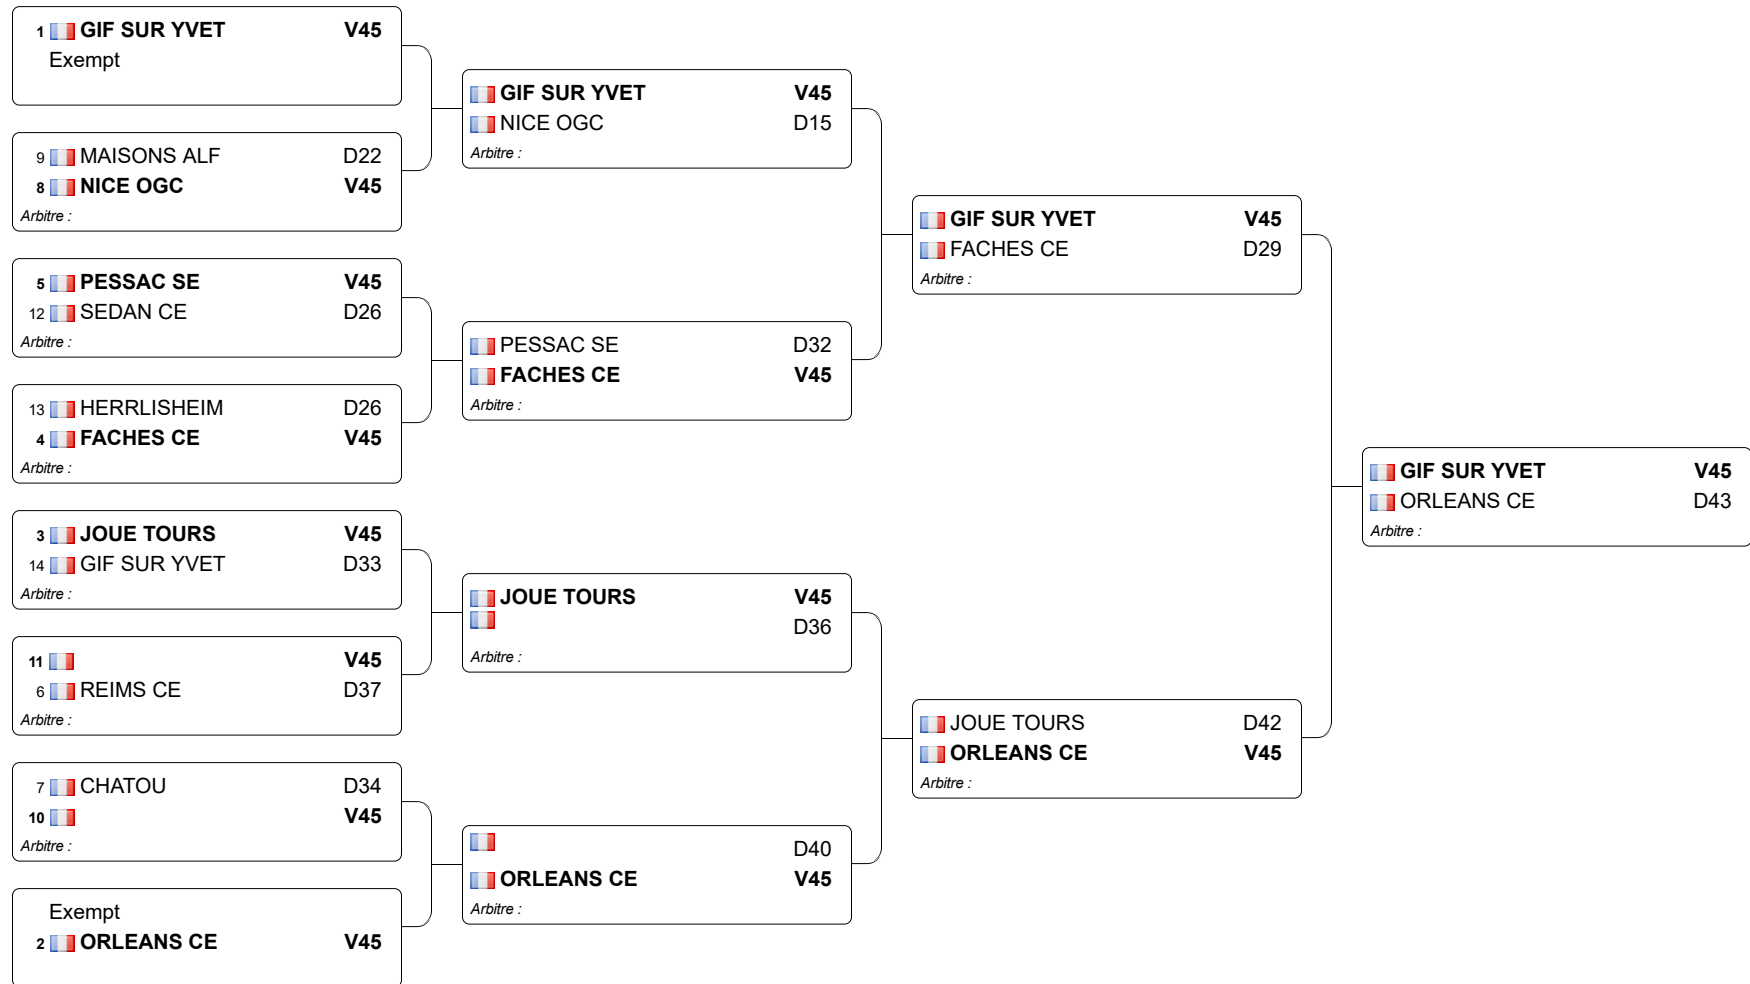 1 GIF SUR YVET V45
Exempt
9 MAISONS ALF D22
8 NICE OGC V45
Arbitre :
5 PESSAC SE V45
12 SEDAN CE D26
Arbitre :
13 HERRLISHEIM D26
4 FACHES CE V45
Arbitre :
3 JOUE TOURS V45
14 GIF SUR YVET D33
Arbitre :
11 V45
6 REIMS CE D37
Arbitre :
7 CHATOU D34
10 V45
Arbitre :
Exempt
2 ORLEANS CE V45
GIF SUR YVET V45
NICE OGC D15
Arbitre :
PESSAC SE D32
FACHES CE V45
Arbitre :
JOUE TOURS V45
D36
Arbitre :
D40
ORLEANS CE V45
Arbitre :
GIF SUR YVET V45
FACHES CE D29
Arbitre :
JOUE TOURS D42
ORLEANS CE V45
Arbitre :
GIF SUR YVET V45
ORLEANS CE D43
Arbitre :